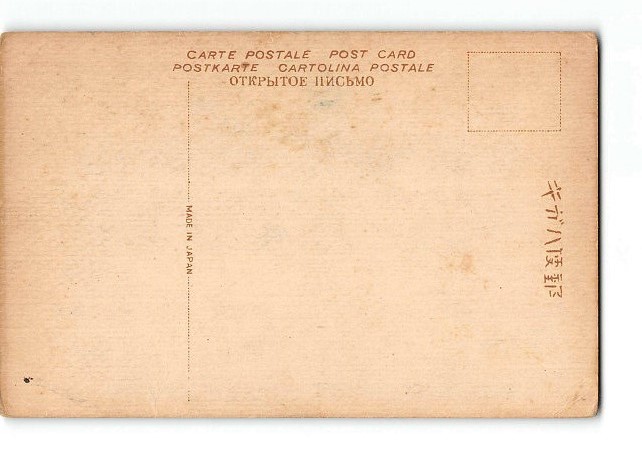 CARTE POSTALE POST CARD
POSTKARTE CARTOLINA POSTALE
ОТКРЫТОЕ ПИСЬМО
MADE IN JAPAN
郵便ハガキ